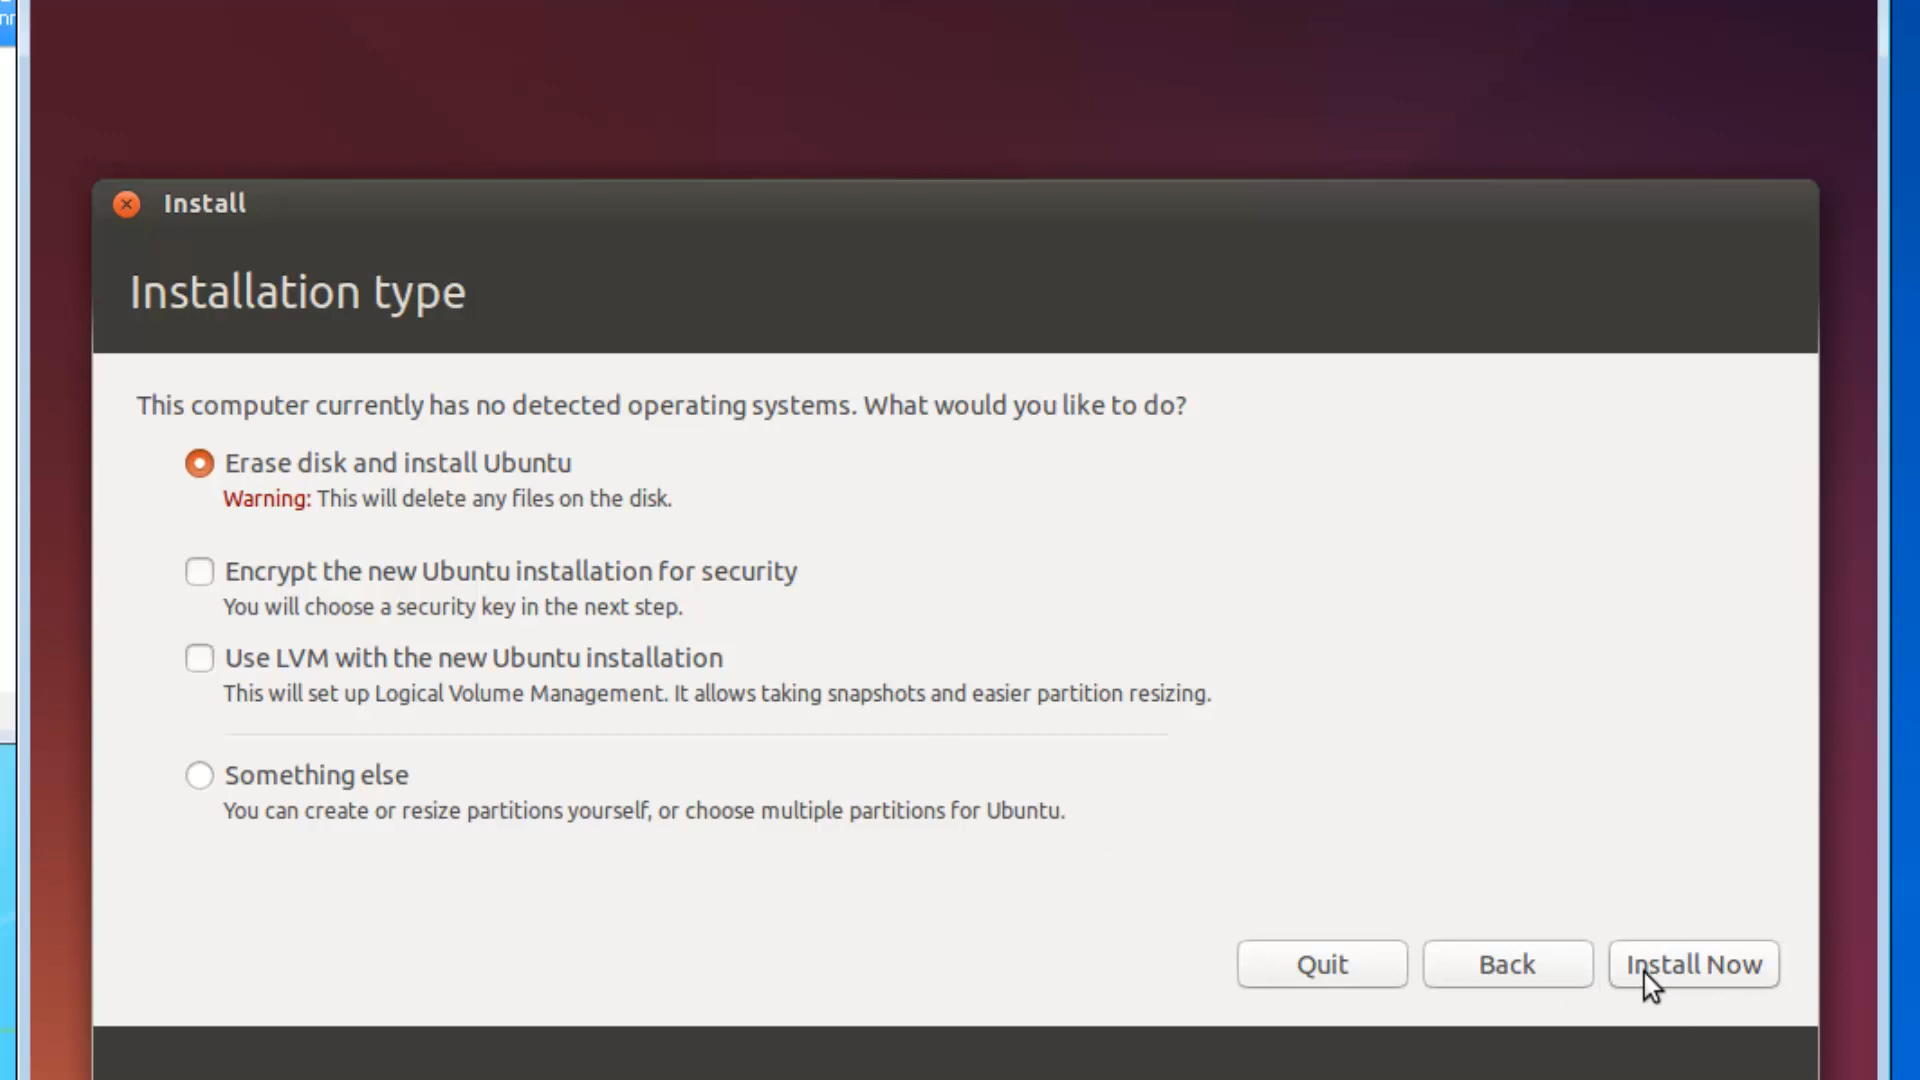 Install
Installation type
This computer currently has no detected operating systems. What would you like to do?
Erase disk and install Ubuntu
Warning: This will delete any files on the disk.
Encrypt the new Ubuntu installation for security
You will choose a security key in the next step.
Use LVM with the new Ubuntu installation
This will set up Logical Volume Management. It allows taking snapshots and easier partition resizing.
Something else
You can create or resize partitions yourself, or choose multiple partitions for Ubuntu.
Quit
Back
Install Now